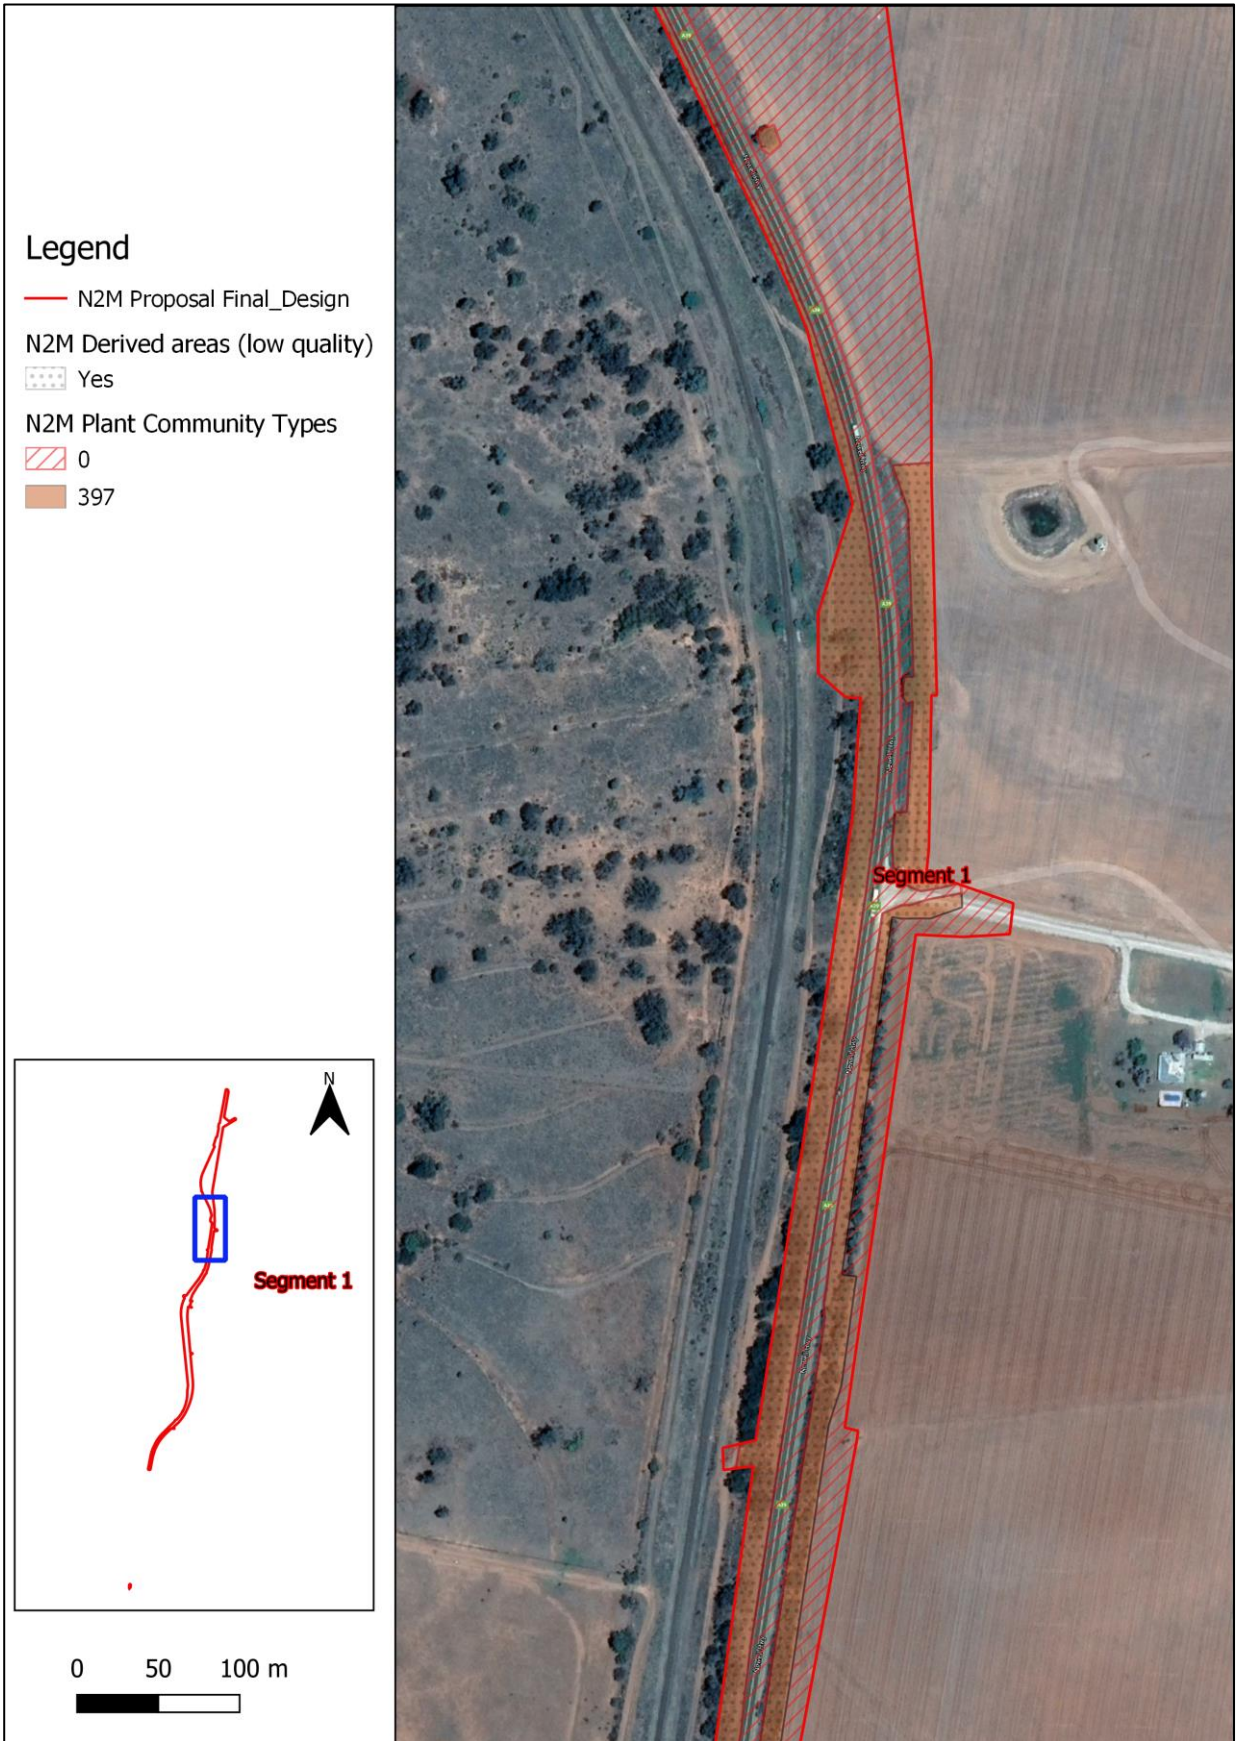 Legend
N2M Proposal Final_Design
N2M Derived areas (low quality)
Yes
N2M Plant Community Types
0
397
Segment 1
N
Segment 1
0 50 100 m